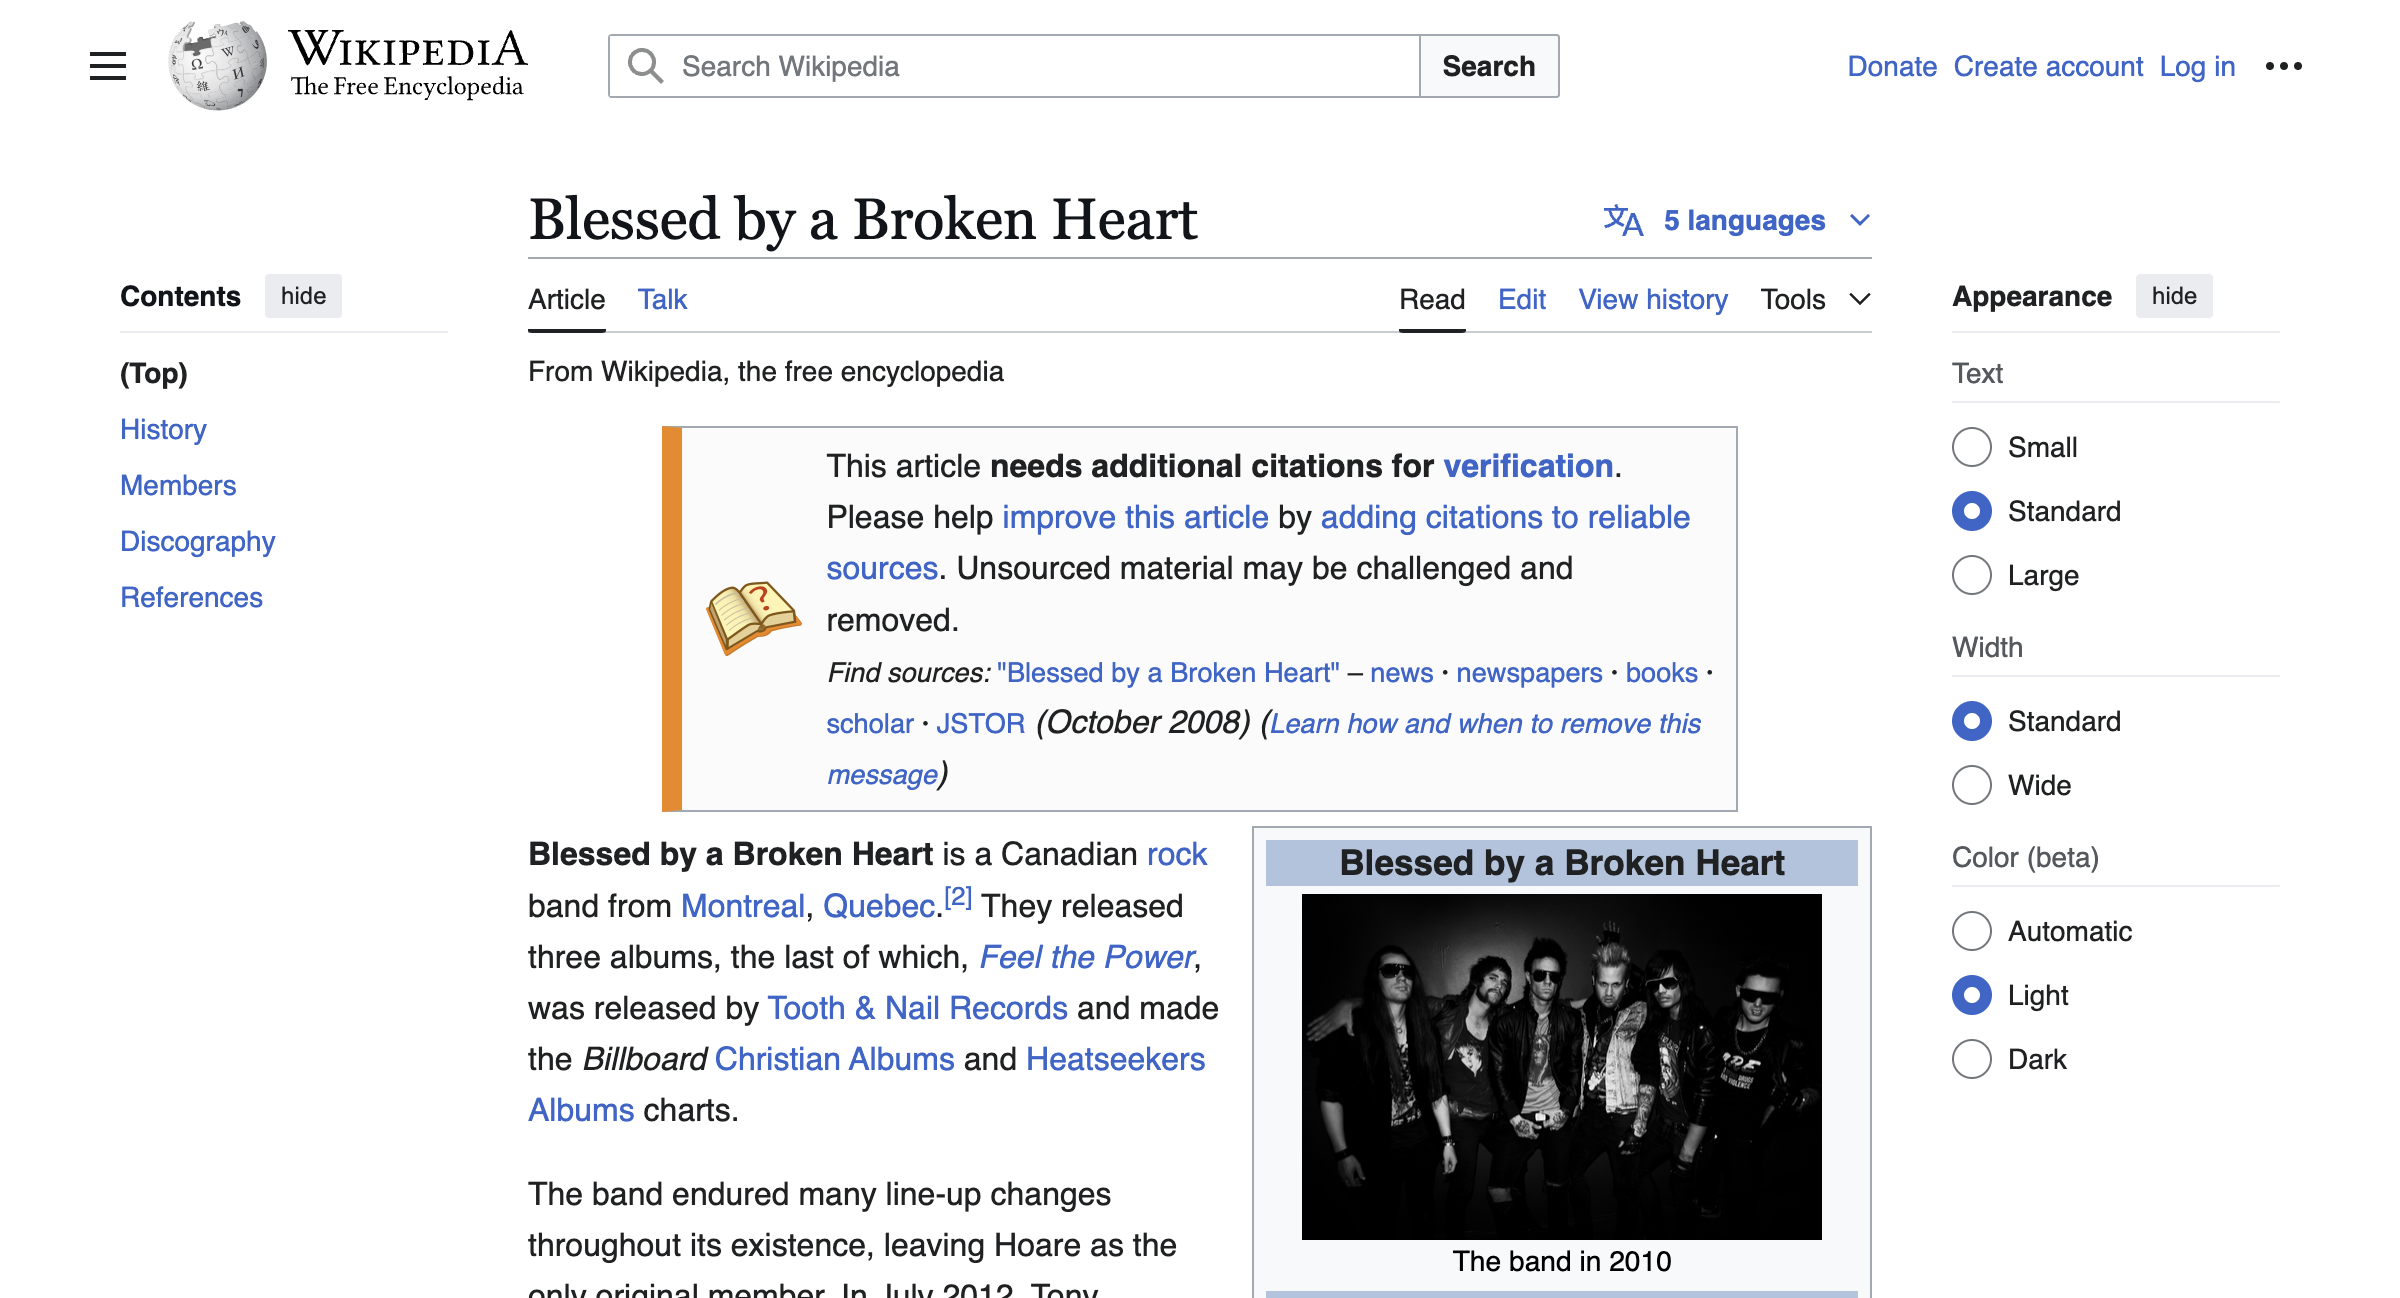 WIKIPEDIA
The Free Encyclopedia
Search Wikipedia
Search
Donate Create account Log in
Blessed by a Broken Heart
5 languages
Contents hide
(Top)
History
Members
Discography
References
Article Talk
Read Edit View history Tools
From Wikipedia, the free encyclopedia
This article needs additional citations for verification.
Please help improve this article by adding citations to reliable
sources. Unsourced material may be challenged and
removed.
Find sources: "Blessed by a Broken Heart" – news · newspapers · books ·
scholar · JSTOR (October 2008) (Learn how and when to remove this
message)
Blessed by a Broken Heart is a Canadian rock
band from Montreal, Quebec.[2] They released
three albums, the last of which, Feel the Power,
was released by Tooth & Nail Records and made
the Billboard Christian Albums and Heatseekers
Albums charts.
The band endured many line-up changes
throughout its existence, leaving Hoare as the
only original member. In July 2012, Tony
Blessed by a Broken Heart
The band in 2010
Appearance hide
Text
Small
Standard
Large
Width
Standard
Wide
Color (beta)
Automatic
Light
Dark